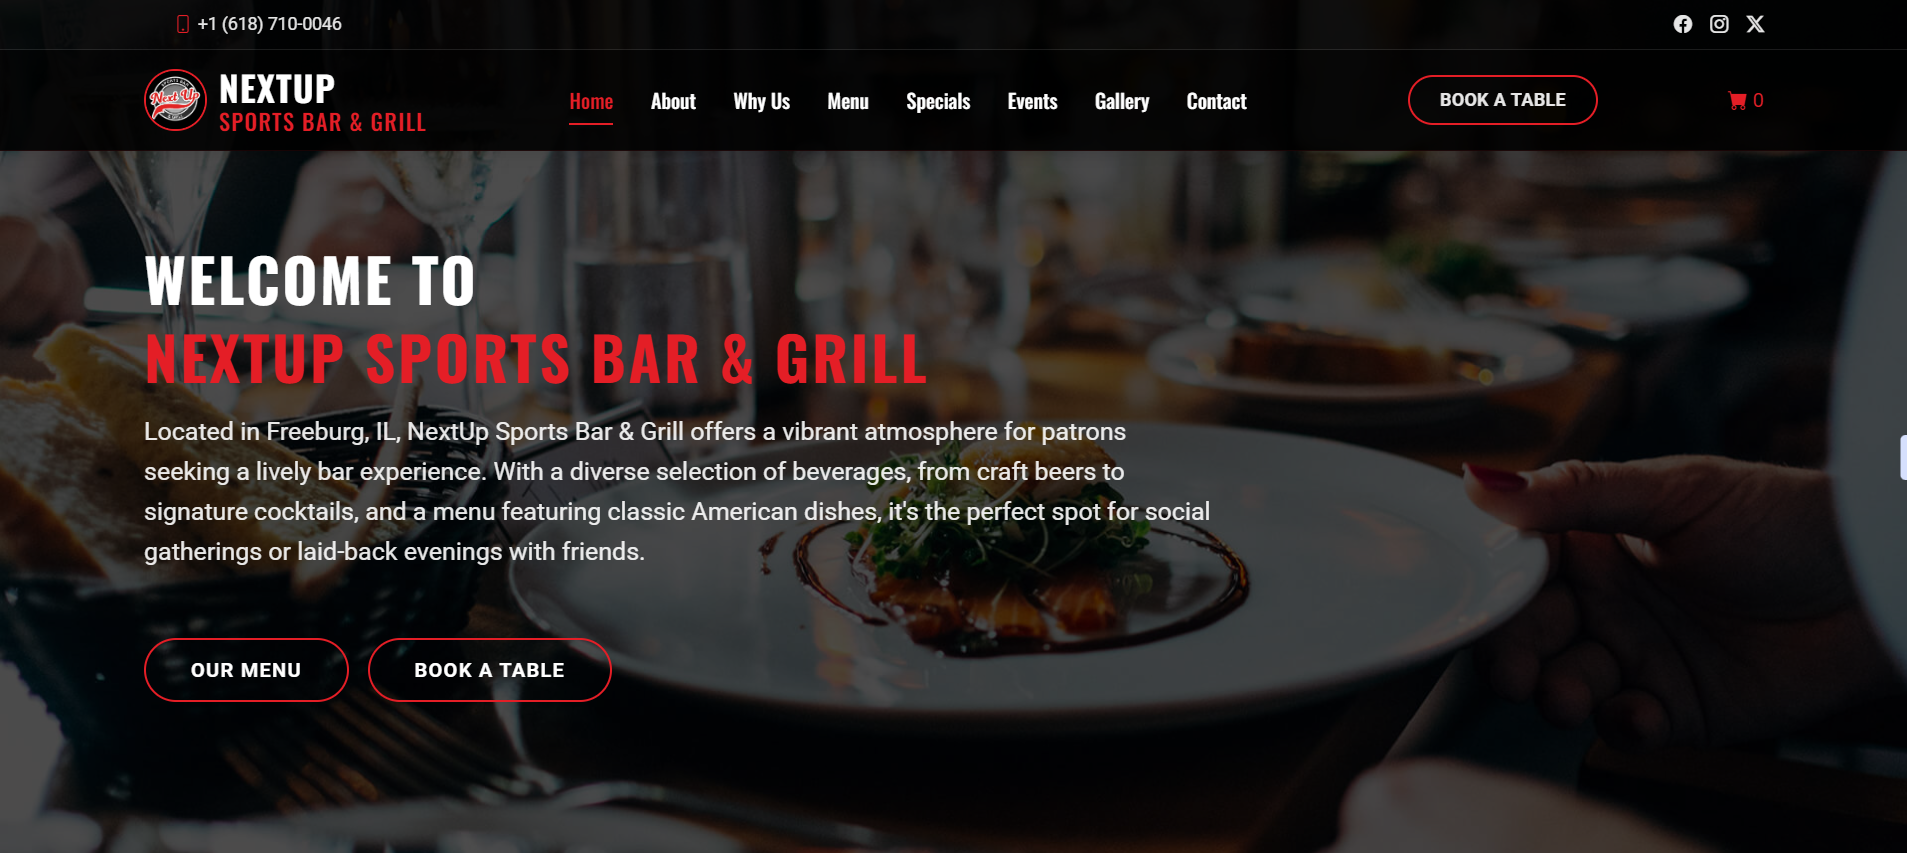 +1 (618) 710-0046
Next Up
NEXTUP
SPORTS BAR & GRILL
Home About Why Us Menu Specials Events Gallery Contact
BOOK A TABLE
0
WELCOME TO
NEXTUP SPORTS BAR & GRILL
Located in Freeburg, IL, NextUp Sports Bar & Grill offers a vibrant atmosphere for patrons
seeking a lively bar experience. With a diverse selection of beverages, from craft beers to
signature cocktails, and a menu featuring classic American dishes, it's the perfect spot for social
gatherings or laid-back evenings with friends.
OUR MENU
BOOK A TABLE